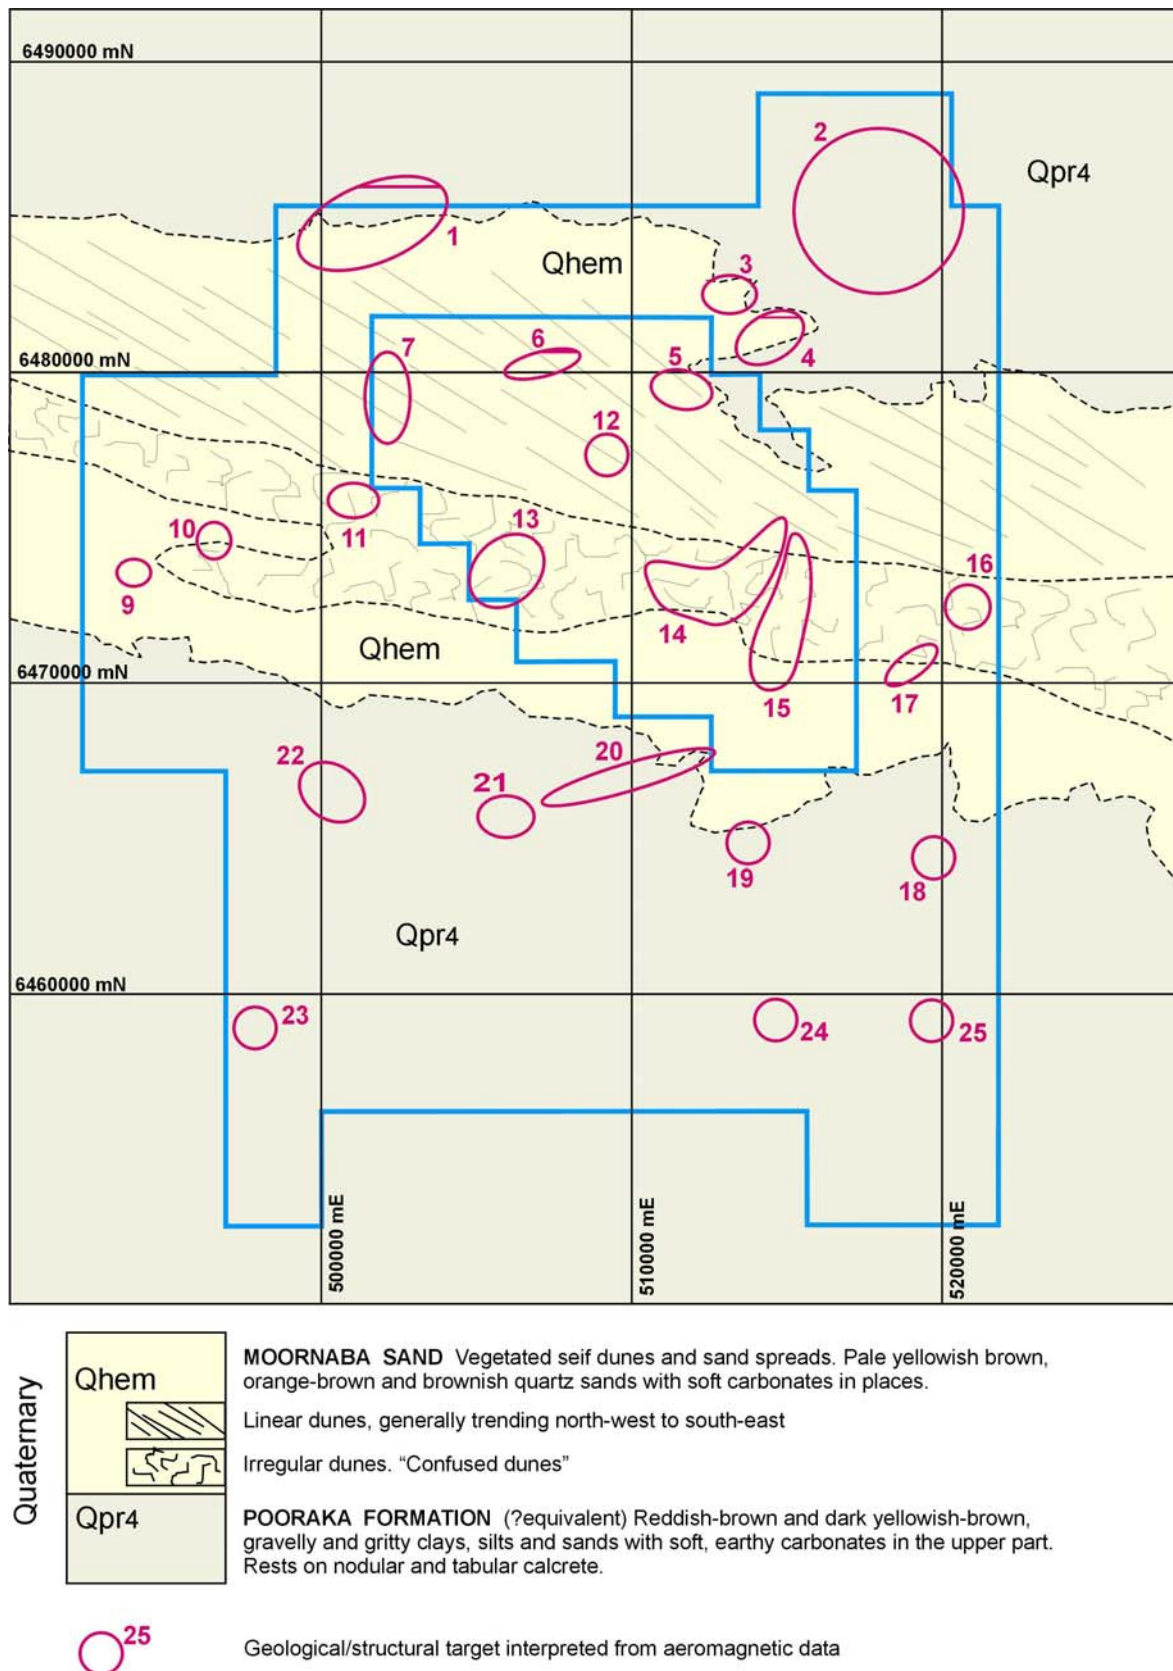 6490000 mN
2
Qpr4
1
Qhem
3
6480000 mN
7
6
5
4
12
10
11
13
16
9
14
Qhem
6470000 mN
15
17
22
20
21
19
18
Qpr4
6460000 mN
23
24
25
500000 mE
510000 mE
520000 mE
Quaternary
Qhem
MOORNABA SAND Vegetated seif dunes and sand spreads. Pale yellowish brown,
orange-brown and brownish quartz sands with soft carbonates in places.
Linear dunes, generally trending north-west to south-east
Irregular dunes. “Confused dunes”
Qpr4
POORAKA FORMATION (?equivalent) Reddish-brown and dark yellowish-brown,
gravelly and gritty clays, silts and sands with soft, earthy carbonates in the upper part.
Rests on nodular and tabular calcrete.
25
Geological/structural target interpreted from aeromagnetic data